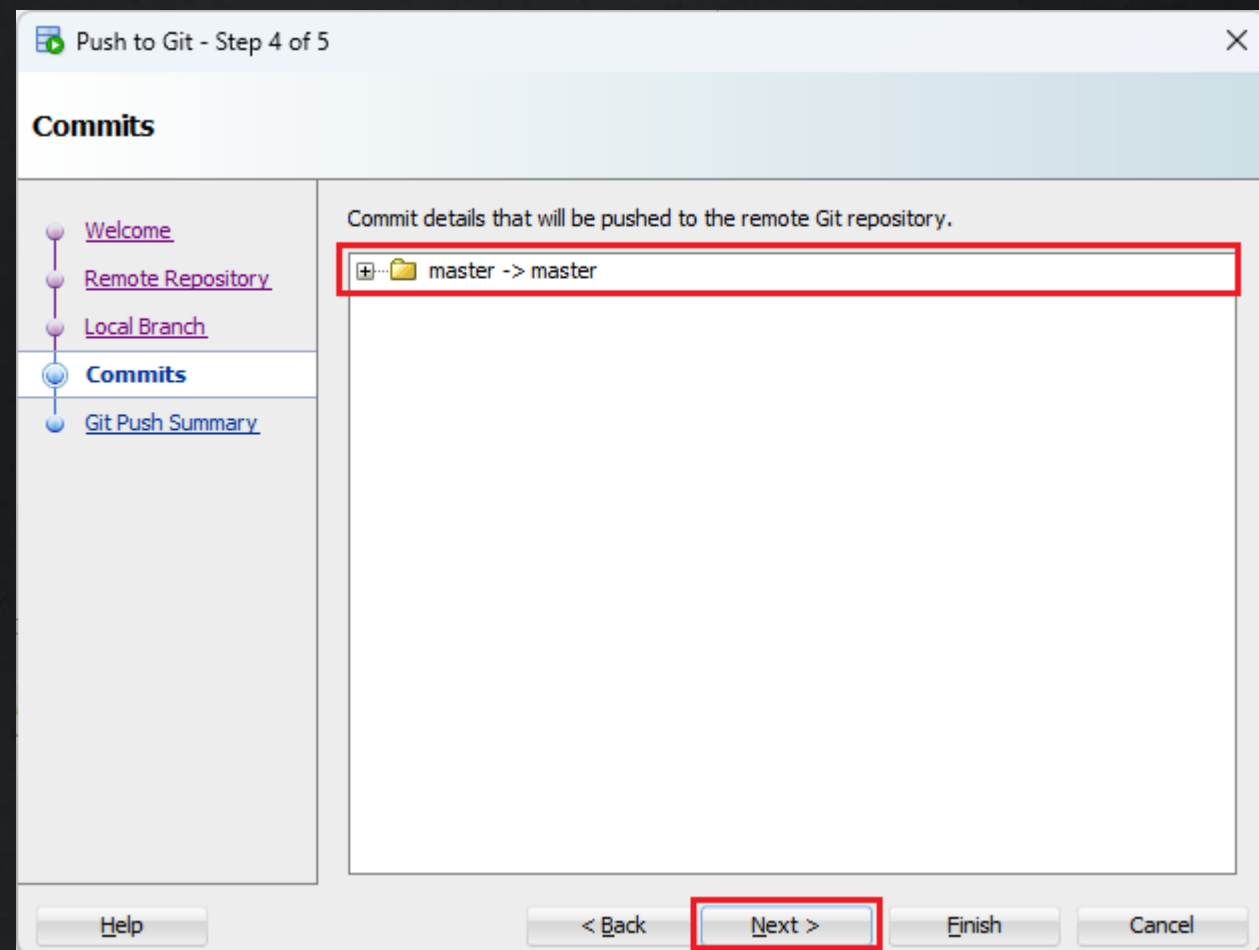 Push to Git - Step 4 of 5
Commits
Welcome
Remote Repository
Local Branch
Commits
Git Push Summary
Commit details that will be pushed to the remote Git repository.
master -> master
Help
< Back
Next >
Finish
Cancel